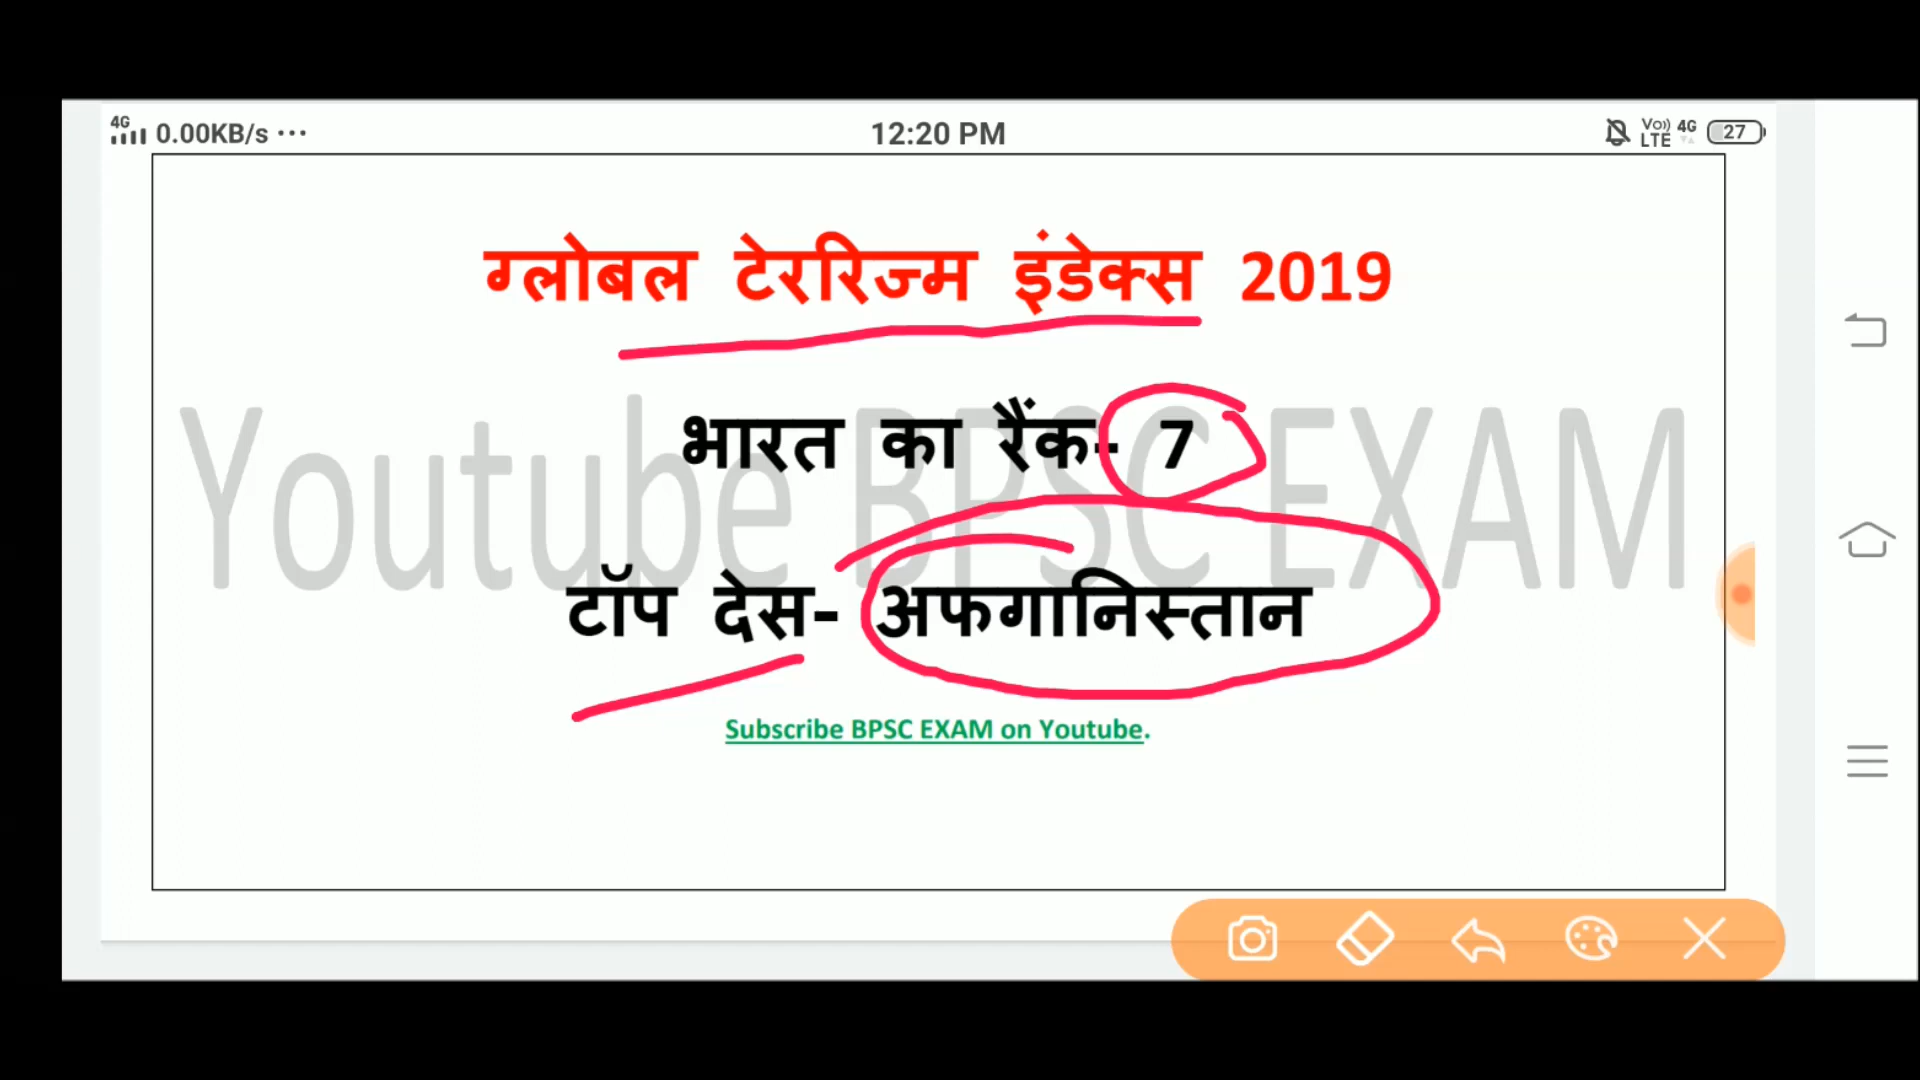 4G 0.00KB/s ... 12:20 PM Vo)) LTE 4G 27
ग्लोबल टेररिज्म इंडेक्स 2019
भारत का रैंक- 7
Youtube BPSC EXAM
टॉप देस- अफगानिस्तान
Subscribe BPSC EXAM on Youtube.